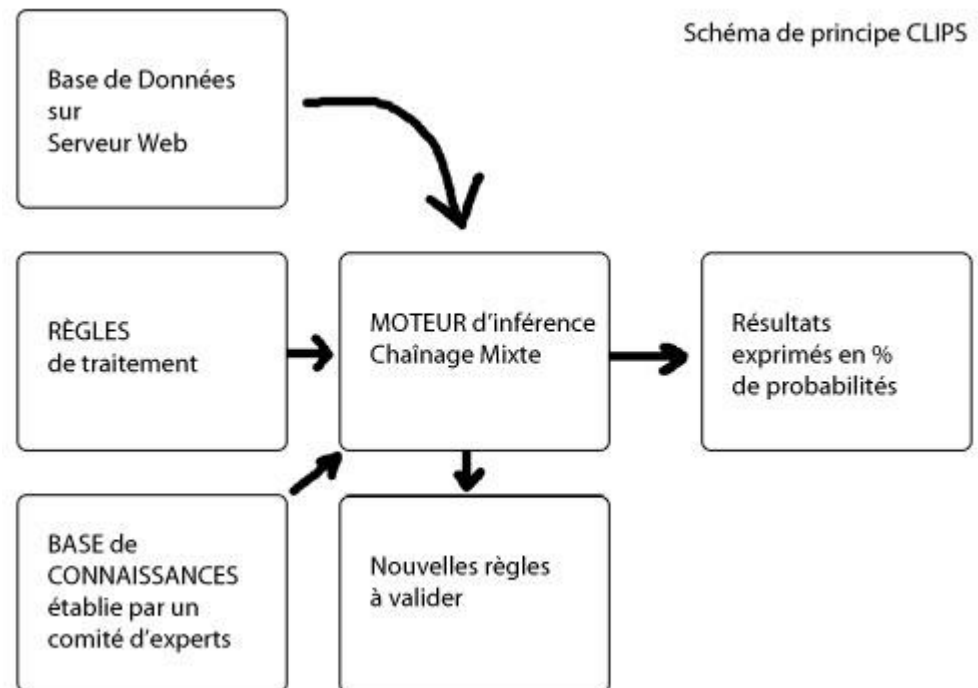 Schéma de principe CLIPS
Base de Données
sur
Serveur Web
RÈGLES
de traitement
MOTEUR d'inférence
Chaînage Mixte
Résultats
exprimés en %
de probabilités
BASE de
CONNAISSANCES
établie par un
comité d'experts
Nouvelles règles
à valider